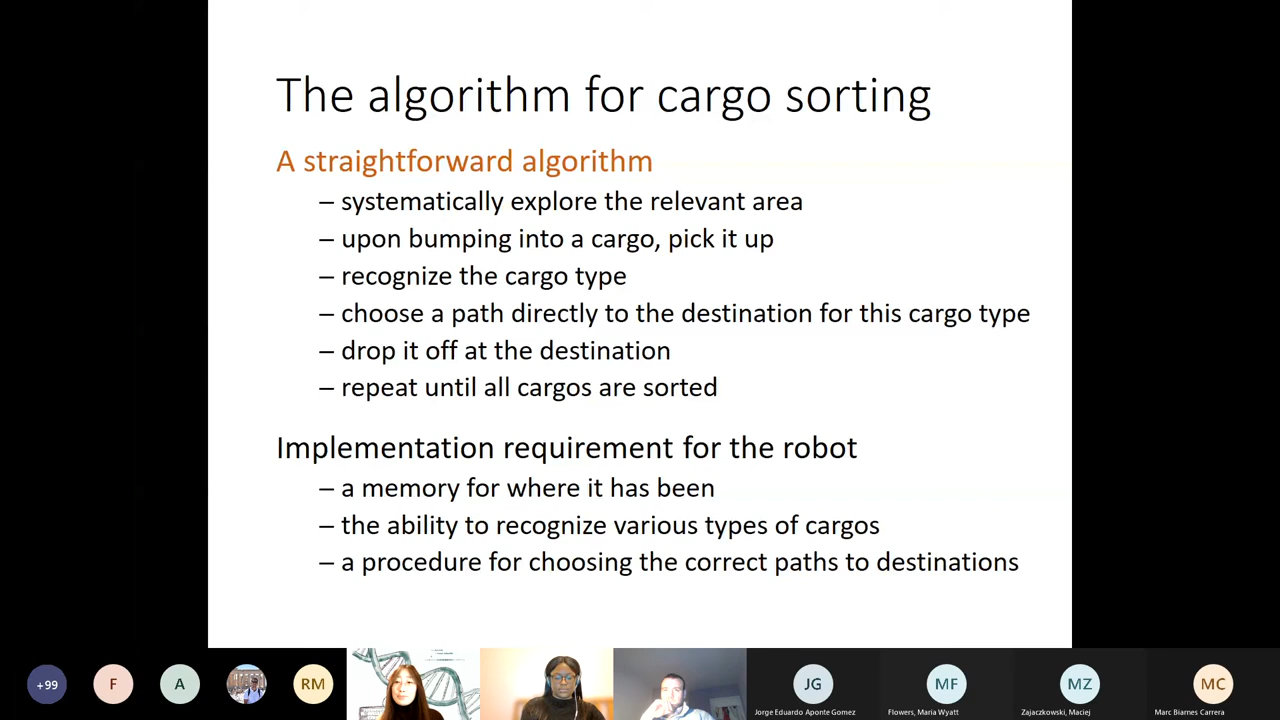 The algorithm for cargo sorting
A straightforward algorithm
– systematically explore the relevant area
– upon bumping into a cargo, pick it up
– recognize the cargo type
– choose a path directly to the destination for this cargo type
– drop it off at the destination
– repeat until all cargos are sorted
Implementation requirement for the robot
– a memory for where it has been
– the ability to recognize various types of cargos
– a procedure for choosing the correct paths to destinations
+99
F
A
RM
JG
MF
MZ
MC
Jorge Eduardo Aponte Gomez
Flowers, Maria Wyatt
Zajaczkowski, Maciej
Marc Biarnes Carrera